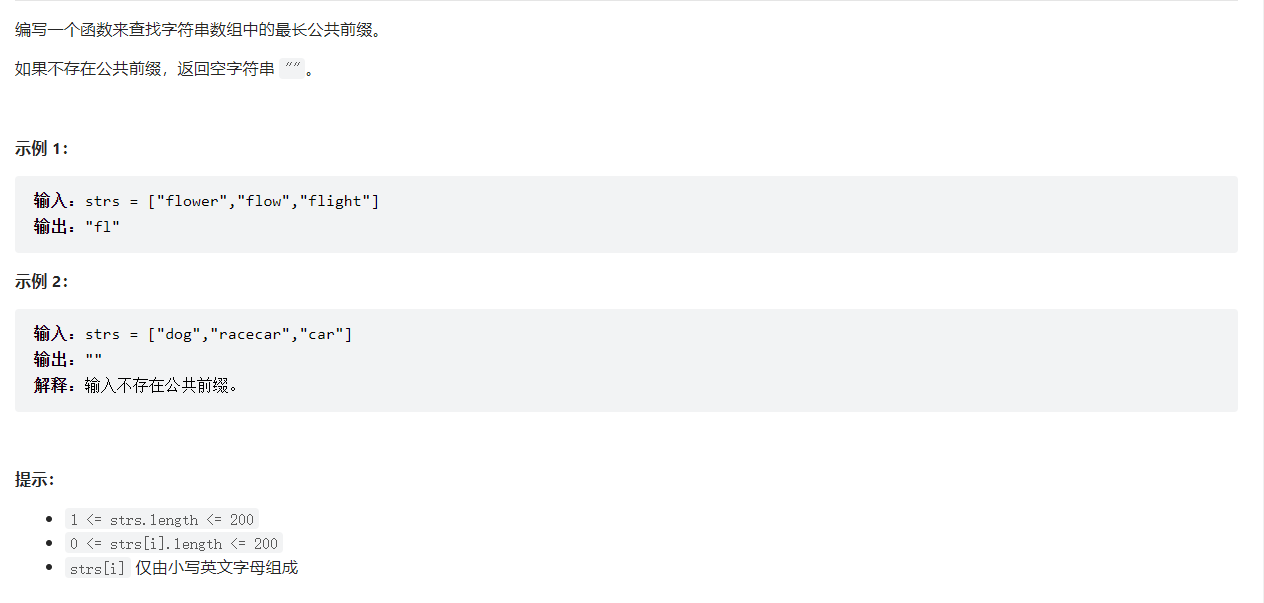 编写一个函数来查找字符串数组中的最长公共前缀。
如果不存在公共前缀，返回空字符串 ""。
示例 1：
输入：strs = ["flower","flow","flight"]
输出："fl"
示例 2：
输入：strs = ["dog","racecar","car"]
输出：""
解释：输入不存在公共前缀。
提示：
• 1 <= strs.length <= 200
• 0 <= strs[i].length <= 200
• strs[i] 仅由小写英文字母组成